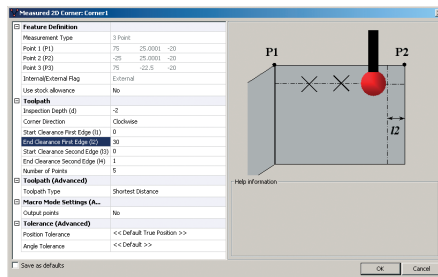 Measured 2D Corner: Corner1
Feature Definition
Measurement Type 3 Point
Point 1 (P1) 75 25.0001 -20
Point 2 (P2) -25 25.0001 -20
Point 3 (P3) 75 -22.5 -20
Internal/External Flag External
Use stock allowance No
Toolpath
Inspection Depth (d) -2
Corner Direction Clockwise
Start Clearance First Edge (l1) 0
End Clearance First Edge (l2) 30
Start Clearance Second Edge (l3) 0
End Clearance Second Edge (l4) 1
Number of Points 5
Toolpath (Advanced)
Toolpath Type Shortest Distance
Macro Mode Settings (A...
Output points No
Tolerance (Advanced)
Position Tolerance << Default True Position >>
Angle Tolerance << Default >>
P1
P2
l2
Help information
Save as defaults
OK
Cancel